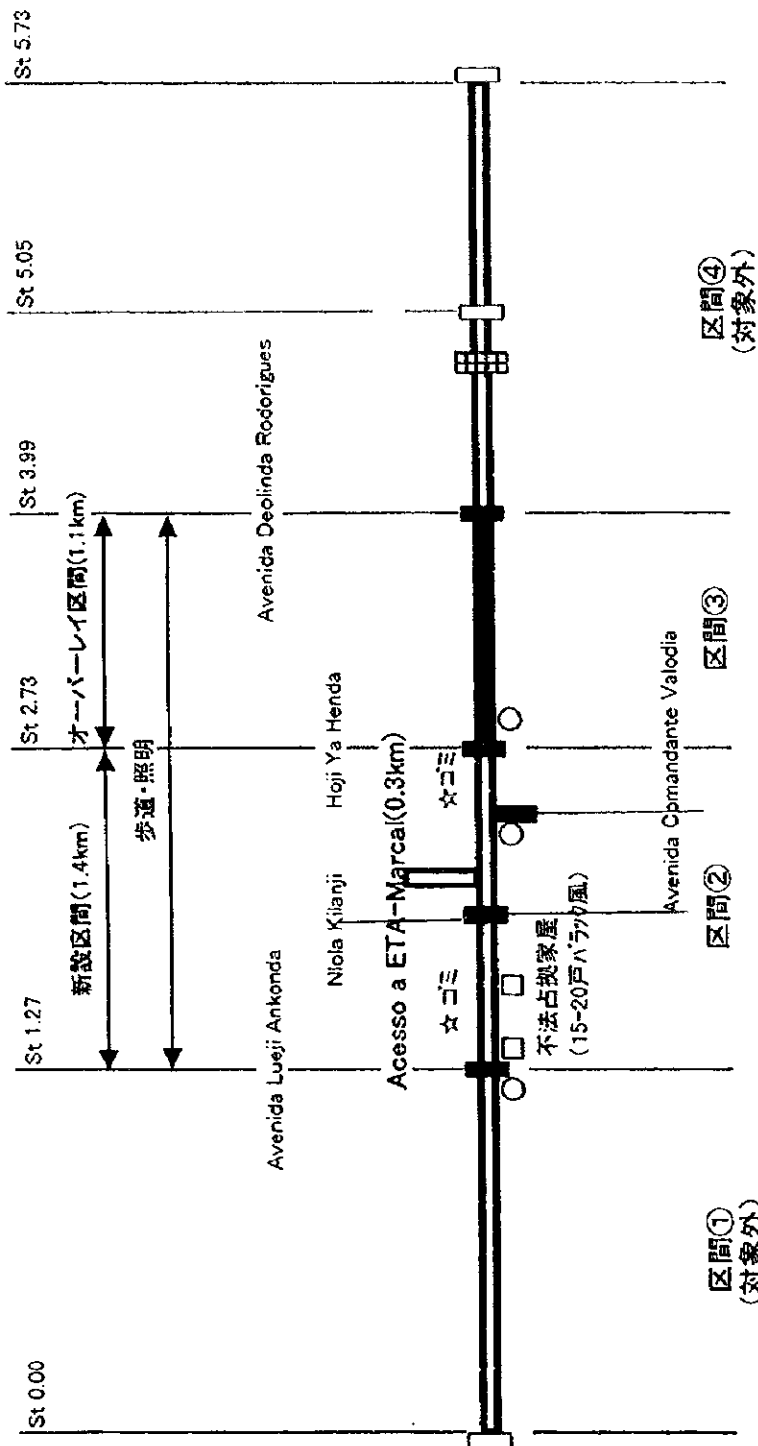 St 0.00
St 1.27
St 2.73
St 3.99
St 5.05
St 5.73
新設区間(1.4km)
オーバーレイ区間(1.1km)
歩道・照明
Avenida Lueji Ankonda
Nlola Kilanji
Hoji Ya Henda
Avenida Deolinda Rodorigues
Acesso a ETA-Marcal(0.3km)
☆ゴミ
☆ゴミ
不法占拠家屋
(15-20戸バラック風)
Avenida Comandante Valodia
区間①
(対象外)
区間②
区間③
区間④
(対象外)